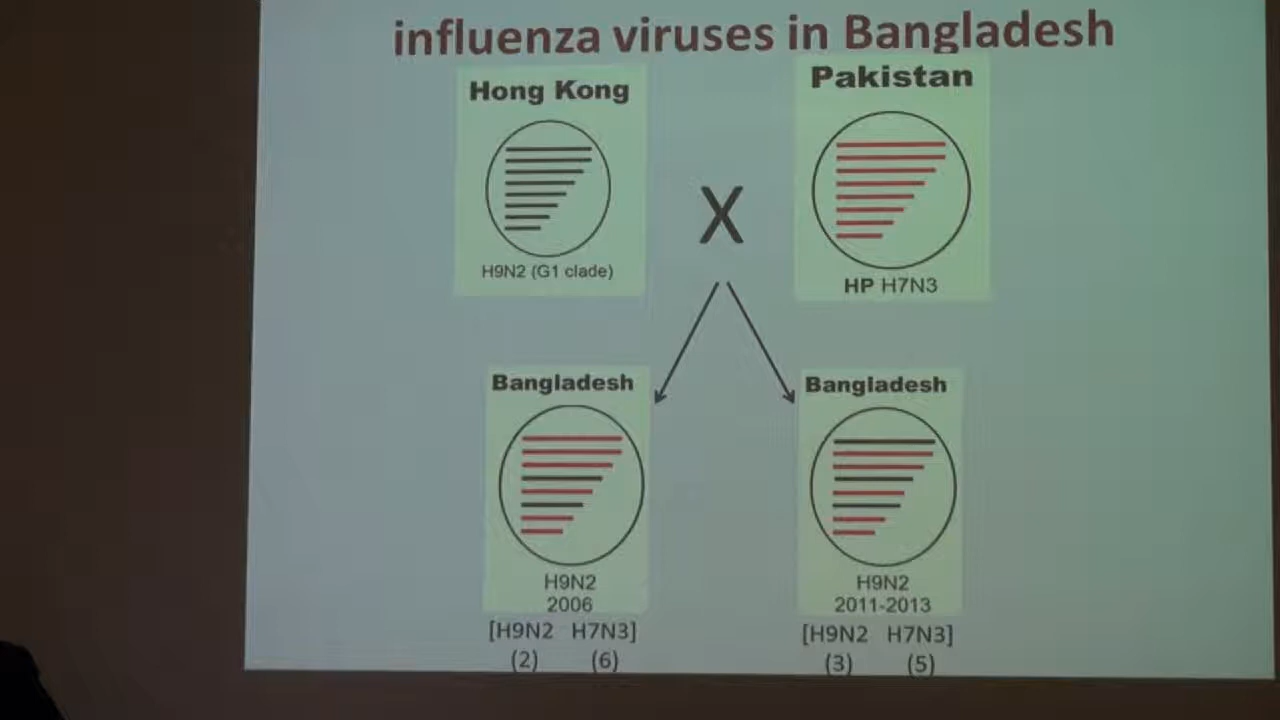 influenza viruses in Bangladesh
Hong Kong
H9N2 (G1 clade)
X
Pakistan
HP H7N3
Bangladesh
H9N2
2006
[H9N2 H7N3]
(2) (6)
Bangladesh
H9N2
2011-2013
[H9N2 H7N3]
(3) (5)